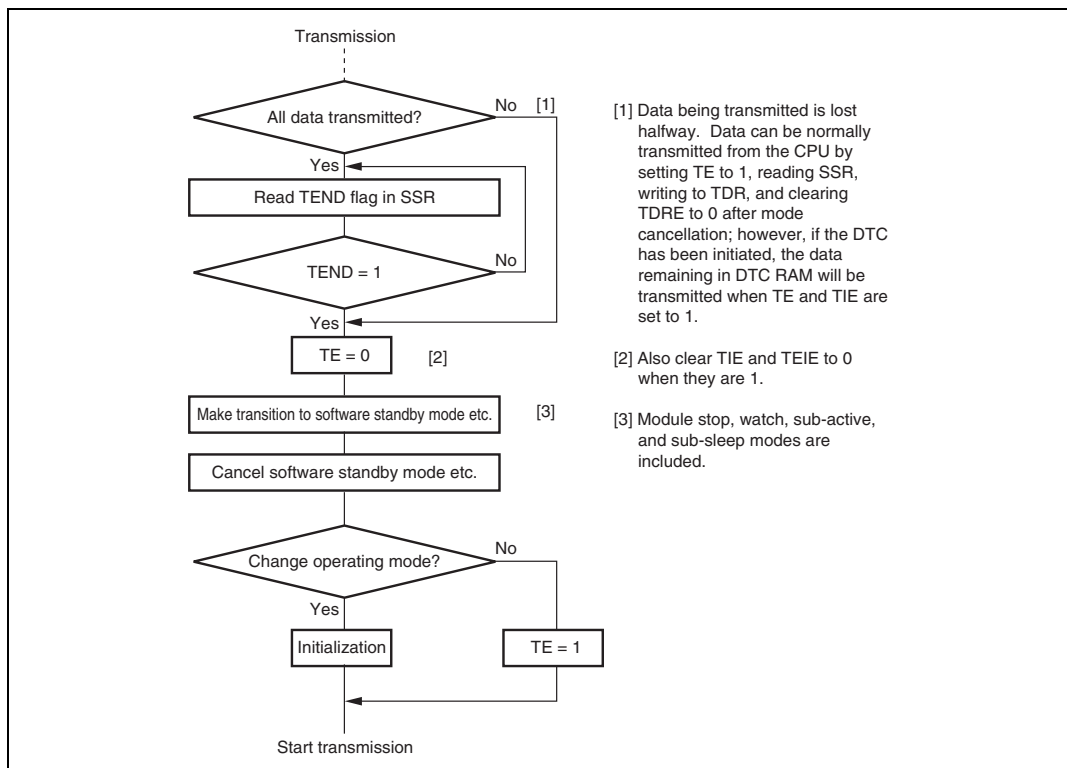 Transmission
All data transmitted?
No [1]
Yes
Read TEND flag in SSR
TEND = 1
No
Yes
TE = 0
[2]
Make transition to software standby mode etc.
[3]
Cancel software standby mode etc.
Change operating mode?
No
Yes
Initialization
TE = 1
Start transmission
[1] Data being transmitted is lost
halfway. Data can be normally
transmitted from the CPU by
setting TE to 1, reading SSR,
writing to TDR, and clearing
TDRE to 0 after mode
cancellation; however, if the DTC
has been initiated, the data
remaining in DTC RAM will be
transmitted when TE and TIE are
set to 1.
[2] Also clear TIE and TEIE to 0
when they are 1.
[3] Module stop, watch, sub-active,
and sub-sleep modes are
included.